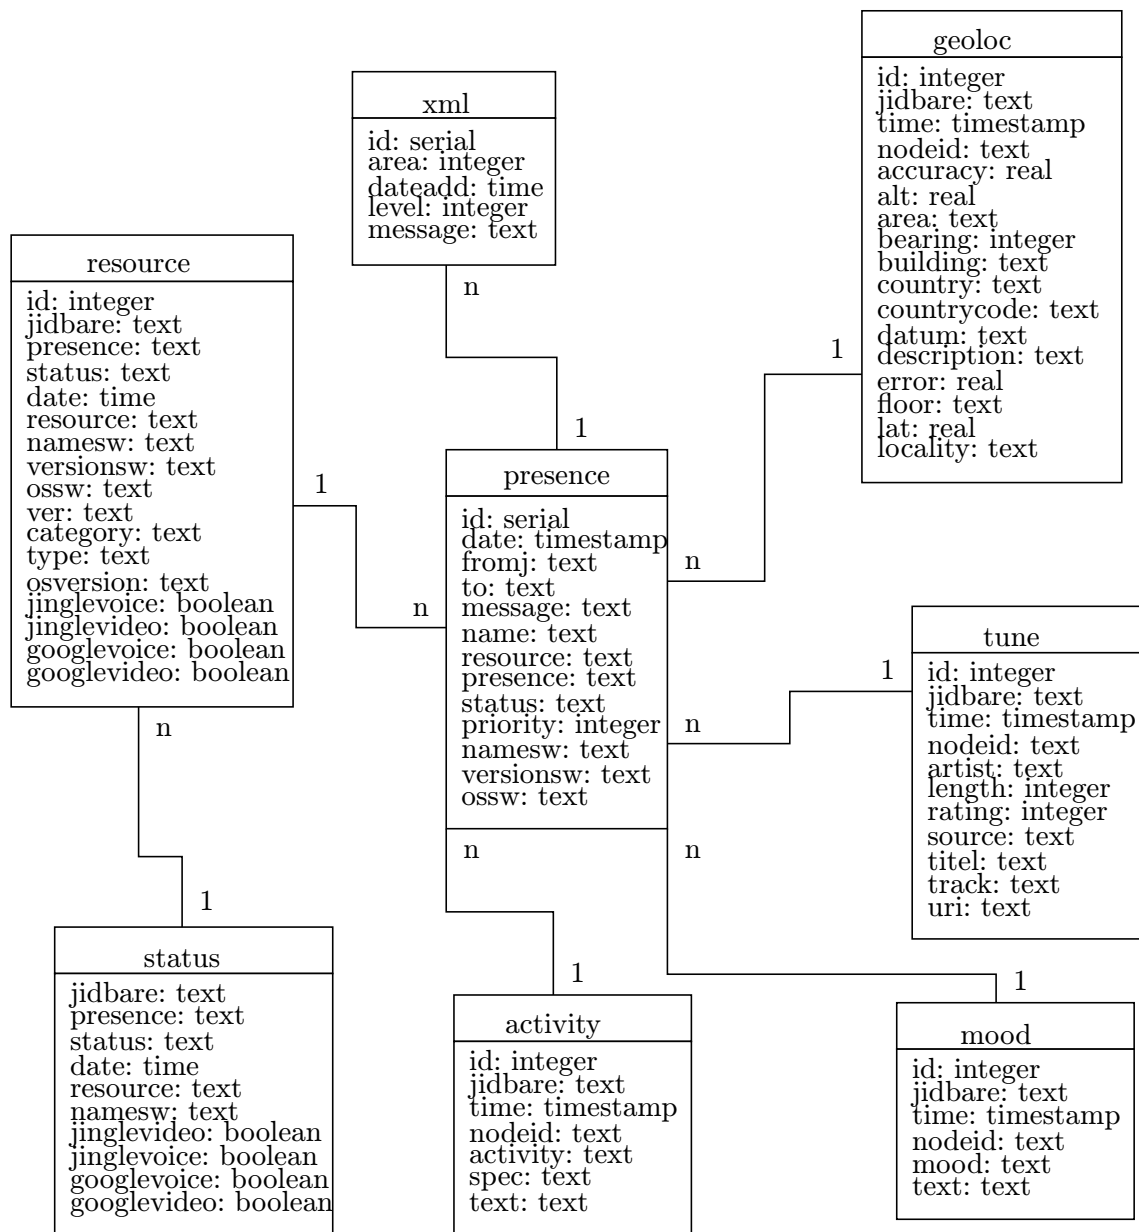 geoloc
id: integer
jidbare: text
time: timestamp
nodeid: text
accuracy: real
alt: real
area: text
bearing: integer
building: text
country: text
countrycode: text
datum: text
description: text
error: real
floor: text
lat: real
locality: text
xml
id: serial
area: integer
dateadd: time
level: integer
message: text
n
1
resource
id: integer
jidbare: text
presence: text
status: text
date: time
resource: text
namesw: text
versionsw: text
ossw: text
ver: text
category: text
type: text
osversion: text
jinglevoice: boolean
jinglevideo: boolean
googlevoice: boolean
googlevideo: boolean
1
n
n
1
presence
id: serial
date: timestamp
fromj: text
to: text
message: text
name: text
resource: text
presence: text
status: text
priority: integer
namesw: text
versionsw: text
ossw: text
1
n
1
n
n
n
tune
id: integer
jidbare: text
time: timestamp
nodeid: text
artist: text
length: integer
rating: integer
source: text
titel: text
track: text
uri: text
status
jidbare: text
presence: text
status: text
date: time
resource: text
namesw: text
jinglevideo: boolean
jinglevoice: boolean
googlevoice: boolean
googlevideo: boolean
1
activity
id: integer
jidbare: text
time: timestamp
nodeid: text
activity: text
spec: text
text: text
1
mood
id: integer
jidbare: text
time: timestamp
nodeid: text
mood: text
text: text